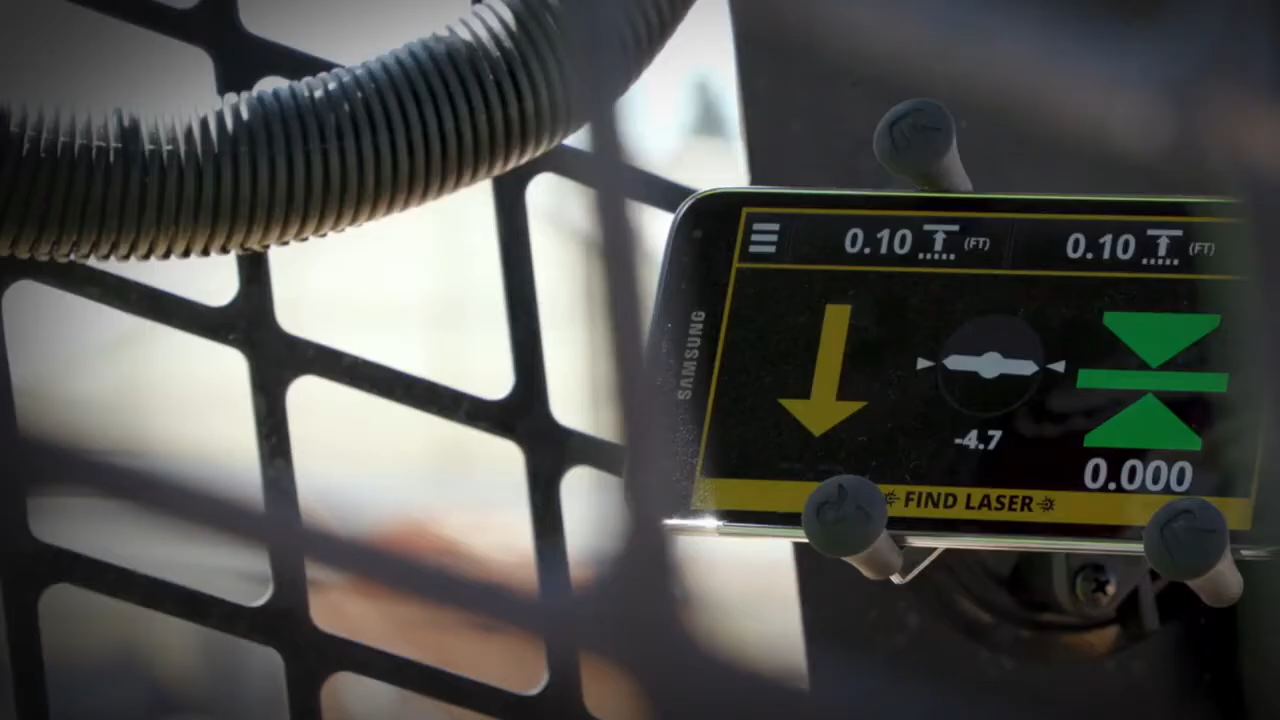 0.10 (FT) 0.10 (FT)
SAMSUNG
-4.7
0.000
FIND LASER